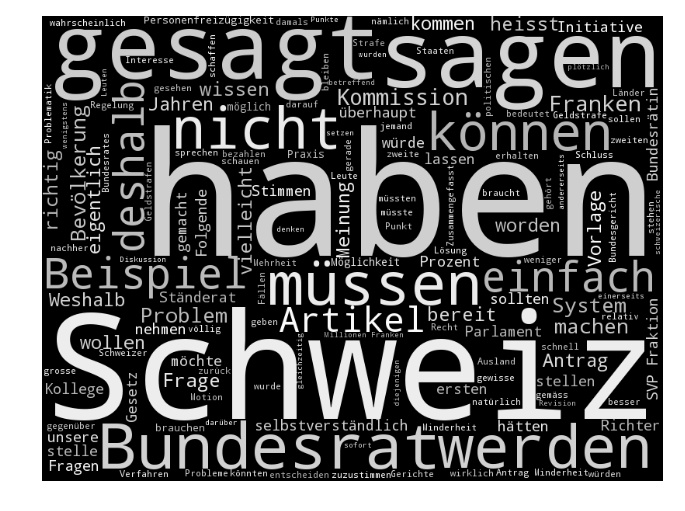 wahrscheinlich Personenfreizügigkeit damals Punkte nämlich kommen heisst Initiative
gesagt sagen
Interesse schaffen Leuten gesehen wissen bleiben Strafe wurden Staaten betreffend politischen plötzlich
Problematik wenigstens Regelung Jahren möglich darauf Kommission Franken Länder sollen
deshalb nicht überhaupt jemand bedeutet Geldstrafe zweiten Bundesrätin
richtig Bevölkerung eigentlich Bundesrates setzen würde können
haben
sprechen bezahlen Praxis gerade zweite lassen erhalten Schluss
schauen Leute Zusammengefasst gehört andererseits stehen schweizerische
Geldstrafen gemacht Folgende vielleicht Stimmen Meinung müssten braucht
müsste Punkt denken worden Vorlage Bundesgericht
nachher Diskussion Mehrheit Möglichkeit Lösung weniger
Beispiel müssen Prozent einfach
Weshalb Ständerat Fällen sollten einerseits
Problem Artikel bereit System relativ
wollen nehmen völlig geben Recht Parlament machen SVP Fraktion
Schweizer Millionen Franken
Schweiz
grosse möchte gleichzeitig Ausland schnell Antrag
Kollege Gesetz Frage zurück wurde diejenigen gewisse stellen
Motion ersten natürlich gemäss Revision besser
gegenüber brauchen darüber selbstverständlich Minderheit hätten Richter
unsere
stelle Bundesrat werden
Fragen sofort
Verfahren Probleme könnten entscheiden zuzustimmen Gerichte wirklich Antrag Minderheit würden